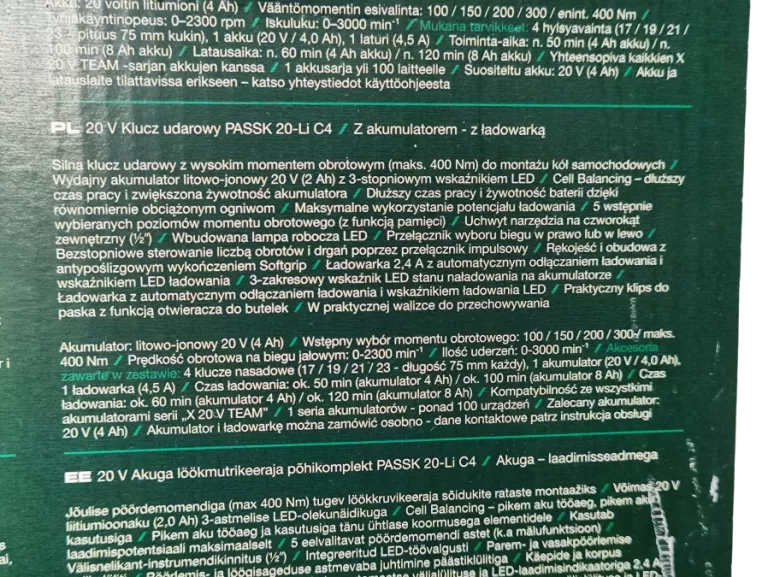 Akku: 20 voltin litiumioni (4 Ah) / Vääntömomentin esivalinta: 100 / 150 / 200 / 300 / enint. 400 Nm /
Tyhjäkäyntinopeus: 0–2300 rpm / Iskuluku: 0–3000 min⁻¹ / Mukana tarvikkeet: 4 hylsyavainta (17 / 19 / 21 /
23 - pituus 75 mm kukin), 1 akku (20 V / 4,0 Ah), 1 laturi (4,5 A) / Toiminta-aika: n. 50 min (4 Ah akku) / n.
100 min (8 Ah akku) / Latausaika: n. 60 min (4 Ah akku) / n. 120 min (8 Ah akku) / Yhteensopiva kaikkien X
20 V TEAM -sarjan akkujen kanssa / 1 akkusarja yli 100 laitteelle / Suositeltu akku: 20 V (4 Ah) / Akku ja
latauslaite tilattavissa erikseen – katso yhteystiedot käyttöohjeesta
PL 20 V Klucz udarowy PASSK 20-Li C4 / Z akumulatorem - z ładowarką
Silna klucz udarowy z wysokim momentem obrotowym (maks. 400 Nm) do montażu kół samochodowych /
Wydajny akumulator litowo-jonowy 20 V (2 Ah) z 3-stopniowym wskaźnikiem LED / Cell Balancing – dłuższy
czas pracy i zwiększona żywotność akumulatora / Dłuższy czas pracy i żywotność baterii dzięki
równomiernie obciążonym ogniwom / Maksymalne wykorzystanie potencjału ładowania / 5 wstępnie
wybieranych poziomów momentu obrotowego (z funkcją pamięci) / Uchwyt narzędzia na czworokąt
zewnętrzny (½") / Wbudowana lampa robocza LED / Przełącznik wyboru biegu w prawo lub w lewo /
Bezstopniowe sterowanie liczbą obrotów i drgań poprzez przełącznik impulsowy / Rękojeść i obudowa z
antypoślizgowym wykończeniem Softgrip / Ładowarka 2,4 A z automatycznym odłączaniem ładowania i
wskaźnikiem LED ładowania / 3-zakresowy wskaźnik LED stanu naładowania na akumulatorze /
Ładowarka z automatycznym odłączaniem ładowania i wskaźnikiem ładowania LED / Praktyczny klips do
paska z funkcją otwieracza do butelek / W praktycznej walizce do przechowywania
Akumulator: litowo-jonowy 20 V (4 Ah) / Wstępny wybór momentu obrotowego: 100 / 150 / 200 / 300 / maks.
400 Nm / Prędkość obrotowa na biegu jałowym: 0-2300 min⁻¹ / Ilość uderzeń: 0-3000 min⁻¹ / Akcesoria
zawarte w zestawie: 4 klucze nasadowe (17 / 19 / 21 / 23 - długość 75 mm każdy), 1 akumulator (20 V / 4,0 Ah),
1 ładowarka (4,5 A) / Czas ładowania: ok. 50 min (akumulator 4 Ah) / ok. 100 min (akumulator 8 Ah) / Czas
ładowania: ok. 60 min (akumulator 4 Ah) / ok. 120 min (akumulator 8 Ah) / Kompatybilność ze wszystkimi
akumulatorami serii „X 20 V TEAM" / 1 seria akumulatorów - ponad 100 urządzeń / Zalecany akumulator:
20 V (4 Ah) / Akumulator i ładowarkę można zamówić osobno - dane kontaktowe patrz instrukcja obsługi
EE 20 V Akuga löökmutrikeeraja põhikomplekt PASSK 20-Li C4 / Akuga – laadimisseadmega
Jõulise pöördemomendiga (max 400 Nm) tugev löökkruvikeeraja sõidukite rataste montaažiks / Võimas 20 V
liitiumioonaku (2,0 Ah) 3-astmelise LED-olekunäidikuga / Cell Balancing – pikem aku tööaeg, pikem aku
kasutusiga / Pikem aku tööaeg ja kasutusiga tänu ühtlase koormusega elementidele / Kasutab
laadimispotentsiaali maksimaalselt / 5 eelvalitavat pöördemomendi astet (k.a mälufunktsioon) /
Välisnelikant-instrumendikinnitus (½") / Integreeritud LED-töövalgusti / Parem- ja vasakpöörlemise
/ Pöördemis- ja löögisageduse astmevaba juhtimine päästiklülitiga / Käepide ja korpus
väljalülituse ja LED-laadimisindikaatoriga 2,4 A